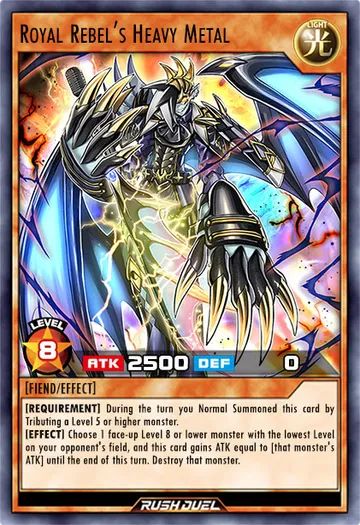 ROYAL REBEL'S HEAVY METAL
LIGHT
光
LEVEL
8
ATK 2500 DEF 0
[FIEND/EFFECT]
[REQUIREMENT] During the turn you Normal Summoned this card by
Tributing a Level 5 or higher monster.
[EFFECT] Choose 1 face-up Level 8 or lower monster with the lowest Level
on your opponent's field, and this card gains ATK equal to [that monster's
ATK] until the end of this turn. Destroy that monster.
RUSH DUEL